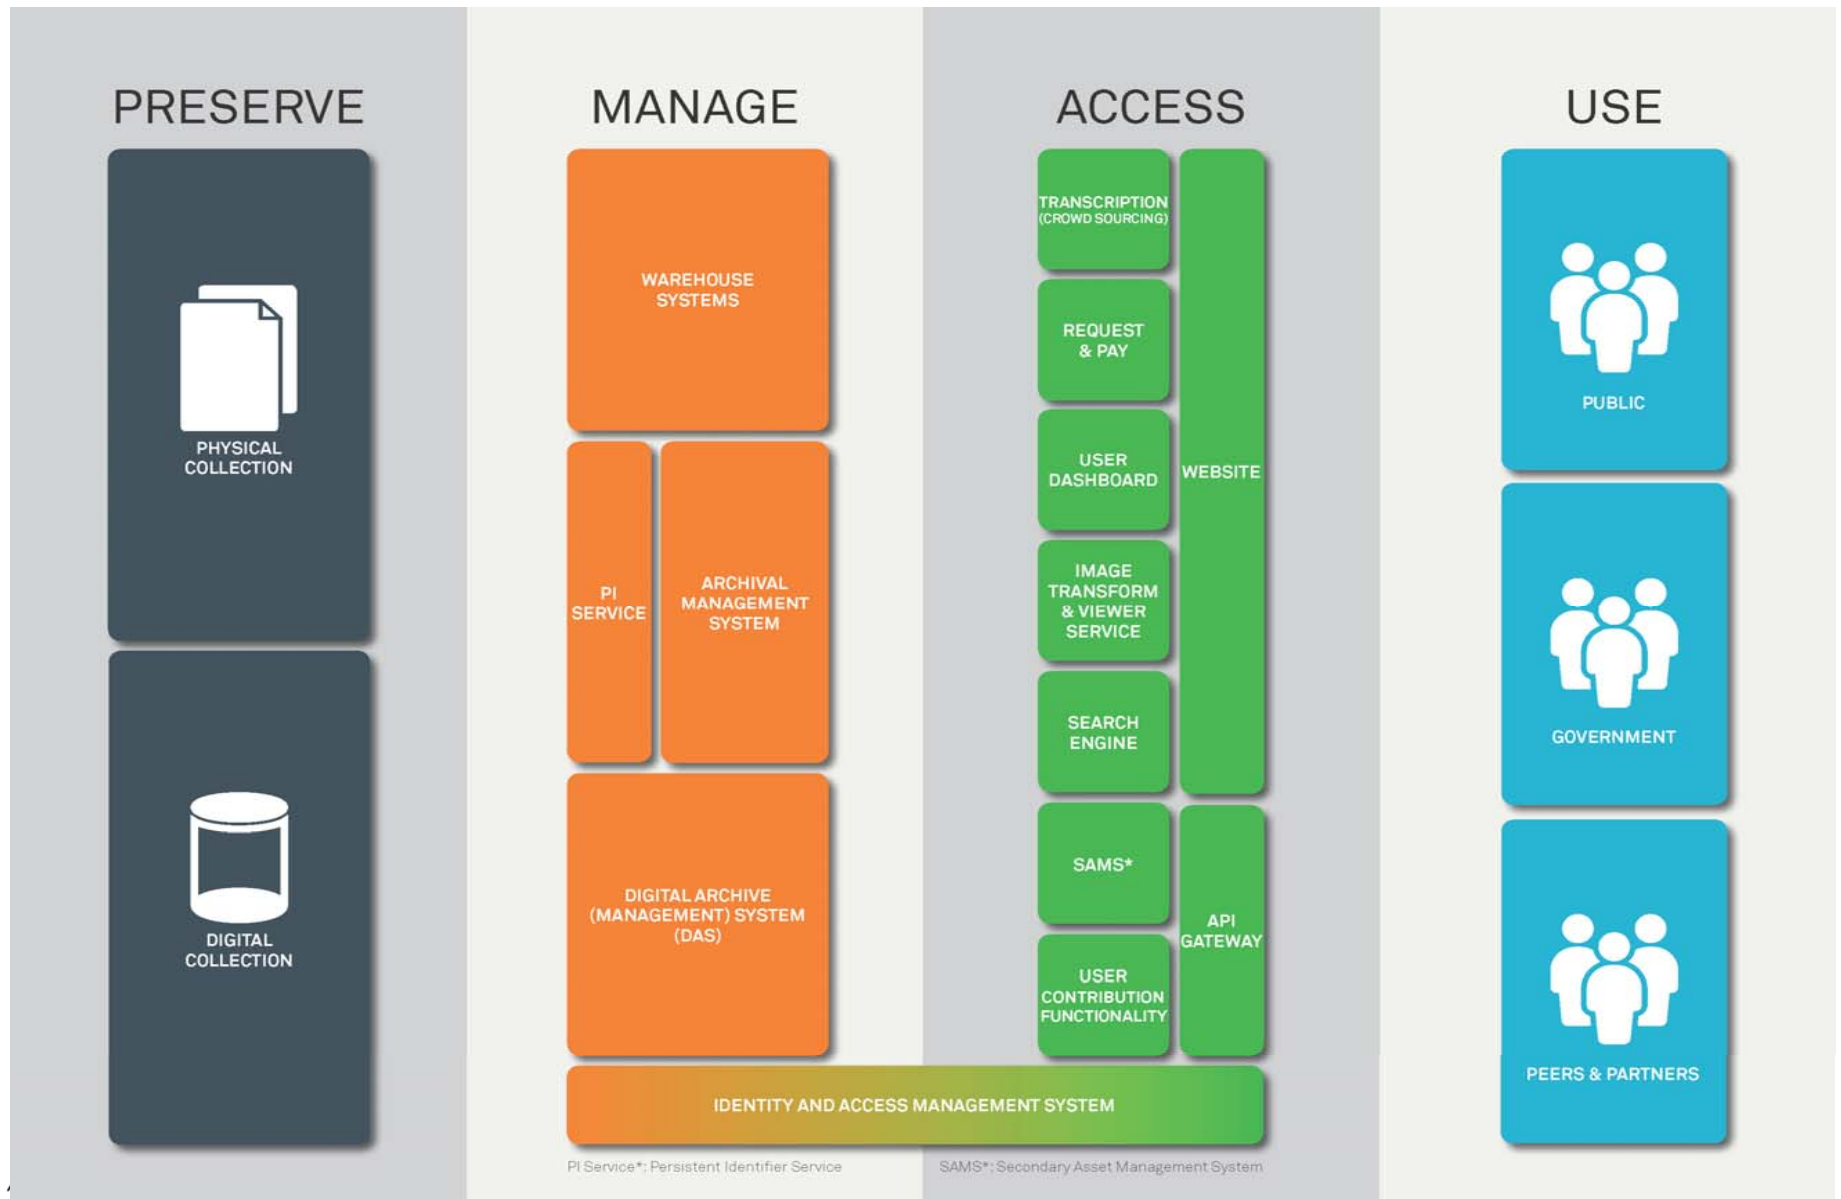 PRESERVE
PHYSICAL
COLLECTION
DIGITAL
COLLECTION
MANAGE
WAREHOUSE
SYSTEMS
PI
SERVICE
ARCHIVAL
MANAGEMENT
SYSTEM
DIGITAL ARCHIVE
(MANAGEMENT) SYSTEM
(DAS)
ACCESS
TRANSCRIPTION
(CROWD SOURCING)
REQUEST
& PAY
USER
DASHBOARD
IMAGE
TRANSFORM
& VIEWER
SERVICE
SEARCH
ENGINE
SAMS*
USER
CONTRIBUTION
FUNCTIONALITY
WEBSITE
API
GATEWAY
IDENTITY AND ACCESS MANAGEMENT SYSTEM
PI Service*: Persistent Identifier Service
SAMS*: Secondary Asset Management System
USE
PUBLIC
GOVERNMENT
PEERS & PARTNERS